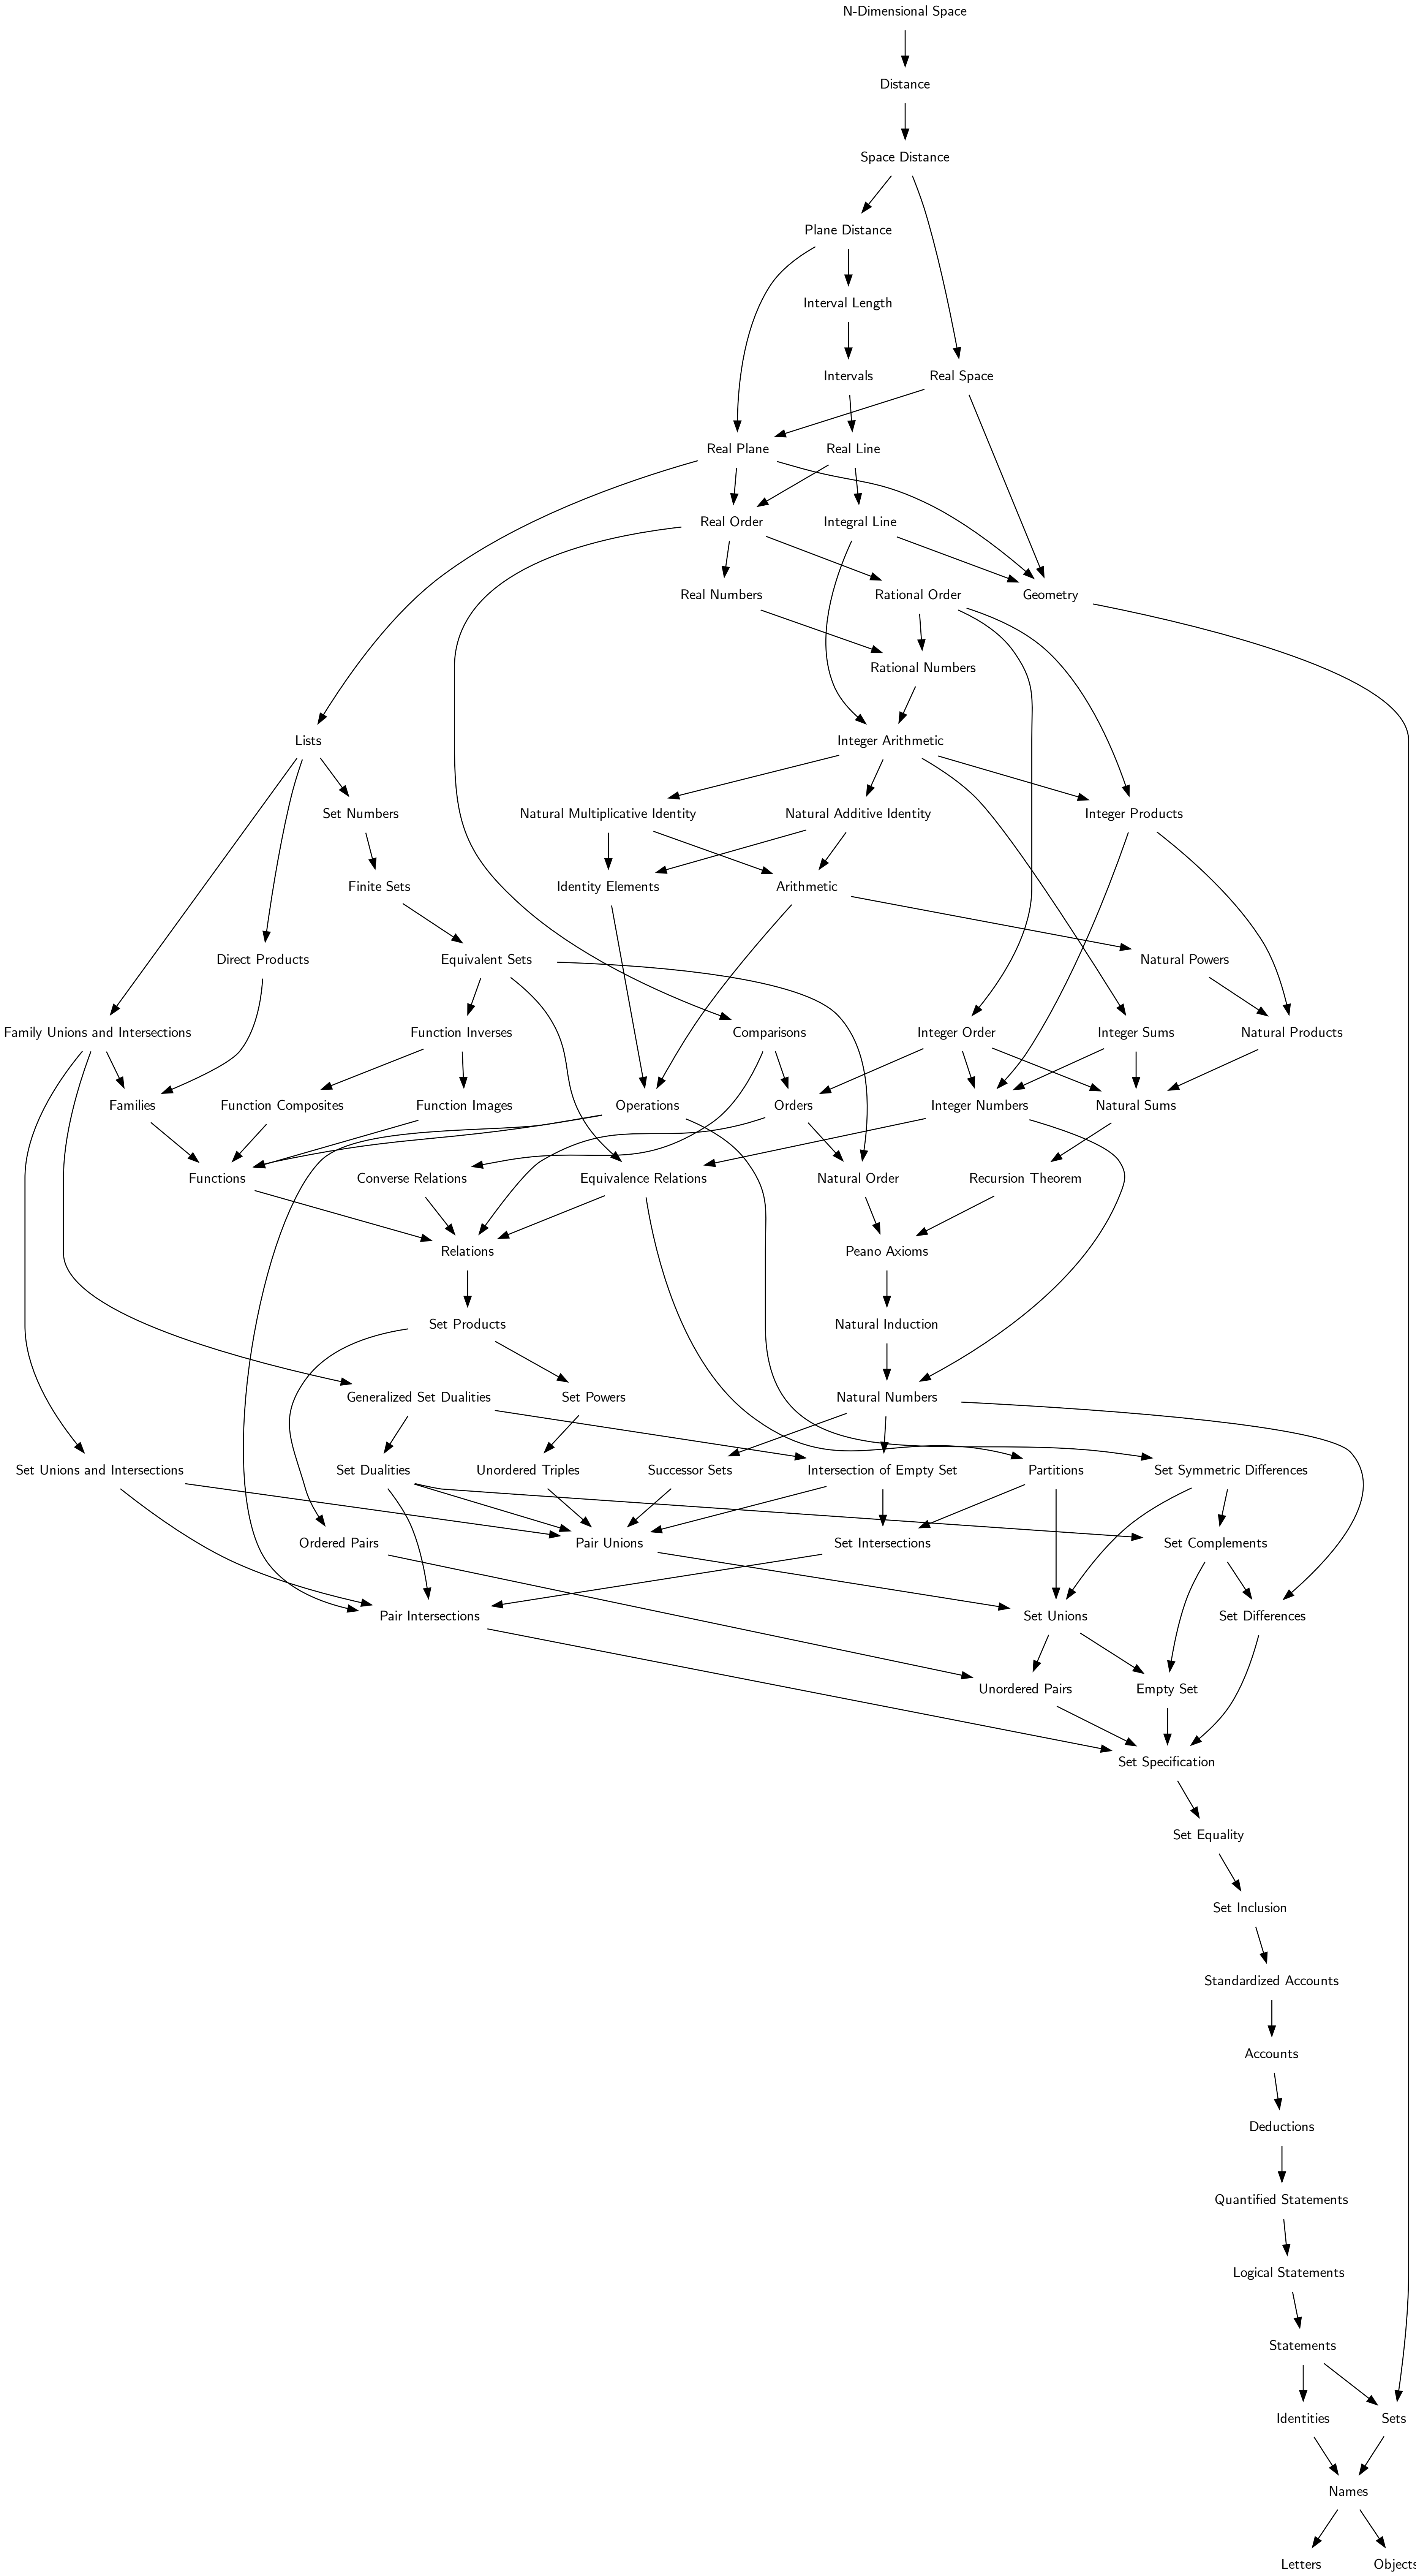 N-Dimensional Space
Distance
Space Distance
Plane Distance
Interval Length
Intervals
Real Space
Real Plane
Real Line
Real Order
Integral Line
Real Numbers
Rational Order
Geometry
Rational Numbers
Lists
Integer Arithmetic
Set Numbers
Natural Multiplicative Identity
Natural Additive Identity
Integer Products
Finite Sets
Identity Elements
Arithmetic
Direct Products
Equivalent Sets
Natural Powers
Family Unions and Intersections
Function Inverses
Comparisons
Integer Order
Integer Sums
Natural Products
Families
Function Composites
Function Images
Operations
Orders
Integer Numbers
Natural Sums
Functions
Converse Relations
Equivalence Relations
Natural Order
Recursion Theorem
Relations
Peano Axioms
Set Products
Natural Induction
Generalized Set Dualities
Set Powers
Natural Numbers
Set Unions and Intersections
Set Dualities
Unordered Triples
Successor Sets
Intersection of Empty Set
Partitions
Set Symmetric Differences
Ordered Pairs
Pair Unions
Set Intersections
Set Complements
Pair Intersections
Set Unions
Set Differences
Unordered Pairs
Empty Set
Set Specification
Set Equality
Set Inclusion
Standardized Accounts
Accounts
Deductions
Quantified Statements
Logical Statements
Statements
Identities
Sets
Names
Letters
Objects